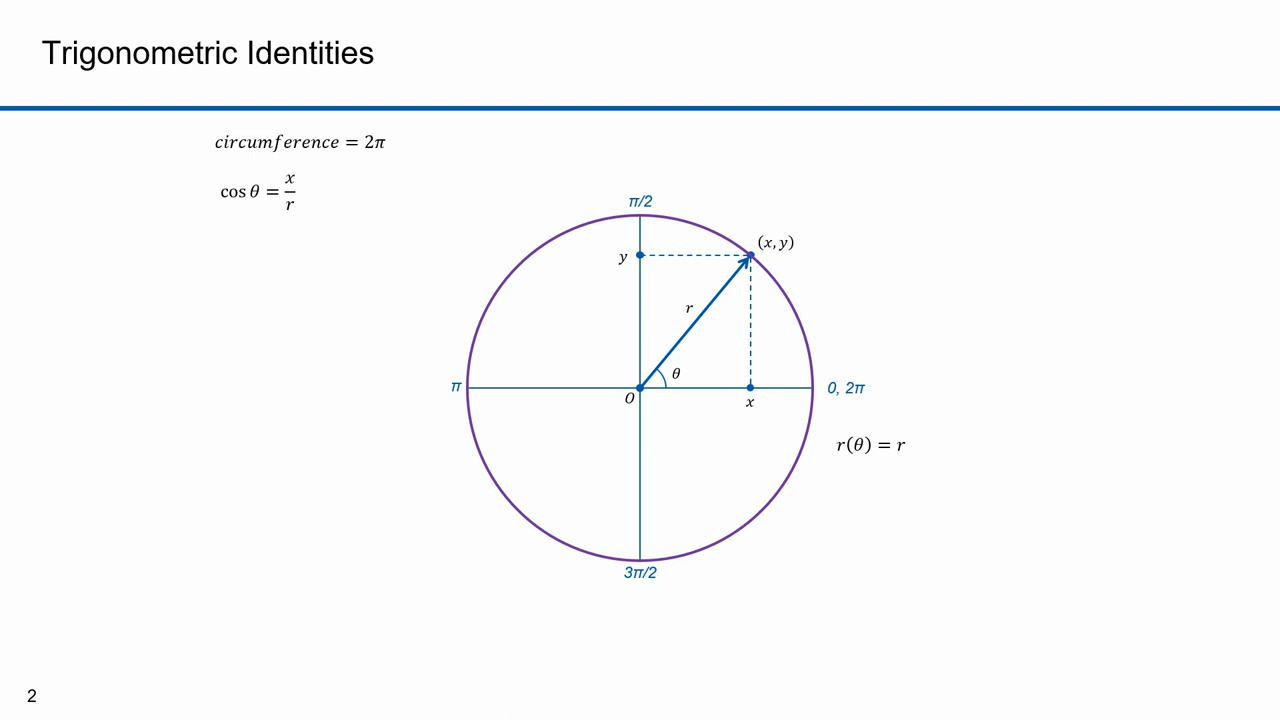 Trigonometric Identities
circumference = 2π
cos θ = x/r
π/2
(x, y)
y
r
θ
π
0, 2π
O
x
r(θ) = r
3π/2
2